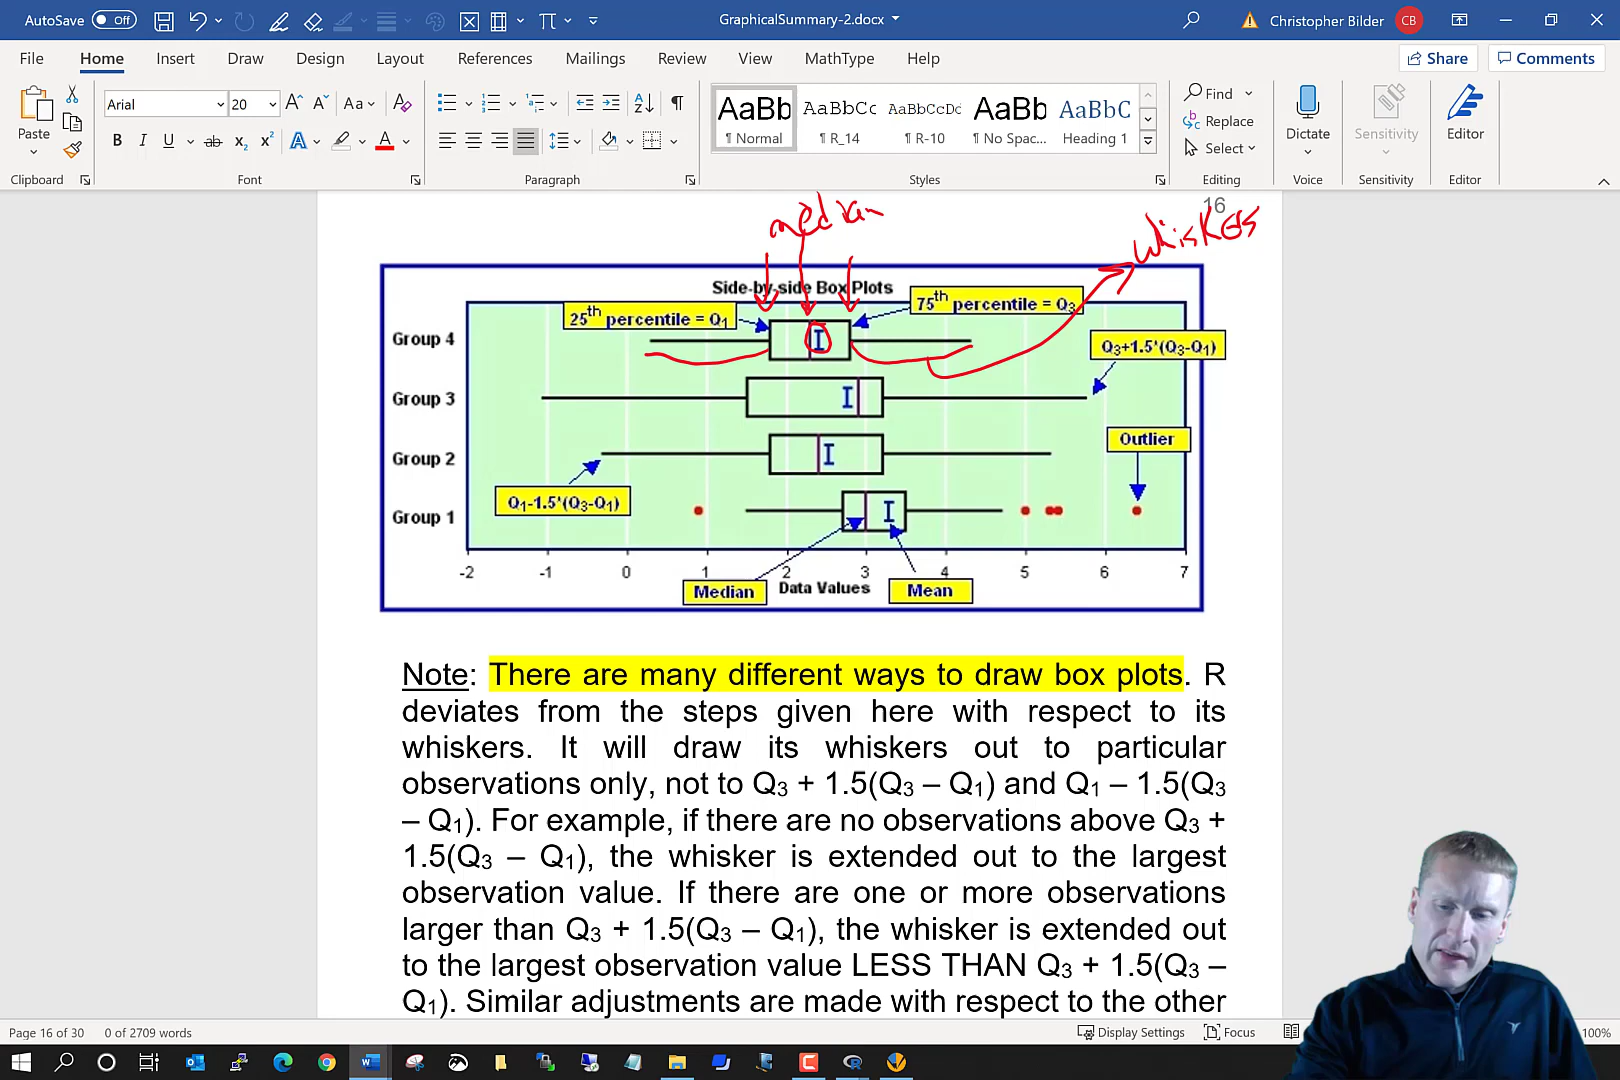 AutoSave Off GraphicalSummary-2.docx Christopher Bilder CB
File Home Insert Draw Design Layout References Mailings Review View MathType Help Share Comments
Paste
Arial 20
Aa
B I U ab x2 x2 A A
AaBb AaBbCc AaBbCcDd AaBb AaBbC
¶ Normal ¶ R_14 ¶ R-10 ¶ No Spac... Heading 1
Find
Replace
Select
Dictate Sensitivity Editor
Clipboard Font Paragraph Styles Editing Voice Sensitivity Editor
16
median
whiskers
Side-by-side Box Plots
25th percentile = Q1
75th percentile = Q3
Group 4
Q3+1.5*(Q3-Q1)
Group 3
Outlier
Group 2
Q1-1.5*(Q3-Q1)
Group 1
-2 -1 0 1 2 3 4 5 6 7
Median Data Values Mean
Note: There are many different ways to draw box plots. R
deviates from the steps given here with respect to its
whiskers. It will draw its whiskers out to particular
observations only, not to Q3 + 1.5(Q3 – Q1) and Q1 – 1.5(Q3
– Q1). For example, if there are no observations above Q3 +
1.5(Q3 – Q1), the whisker is extended out to the largest
observation value. If there are one or more observations
larger than Q3 + 1.5(Q3 – Q1), the whisker is extended out
to the largest observation value LESS THAN Q3 + 1.5(Q3 –
Q1). Similar adjustments are made with respect to the other
Page 16 of 30 0 of 2709 words Display Settings Focus 100%